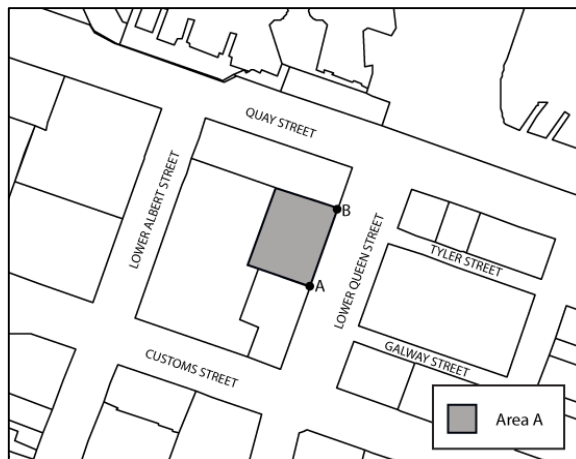 QUAY STREET
LOWER ALBERT STREET
B
LOWER QUEEN STREET
TYLER STREET
A
GALWAY STREET
CUSTOMS STREET
Area A